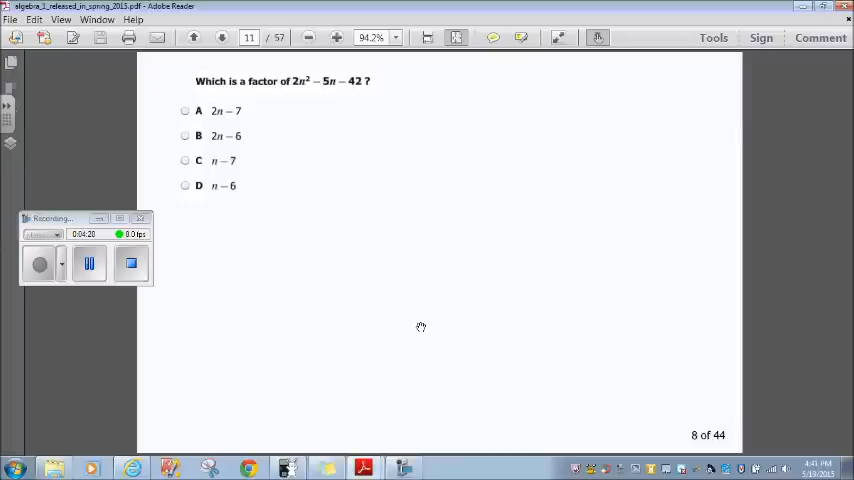 algebra_1_released_in_spring_2015.pdf - Adobe Reader
File Edit View Window Help
11 / 57 94.2% Tools Sign Comment
Which is a factor of 2n² − 5n − 42 ?
A 2n − 7
B 2n − 6
C n − 7
D n − 6
Recording...
0:04:20 8.0 fps
8 of 44
4:41 PM
5/19/2015